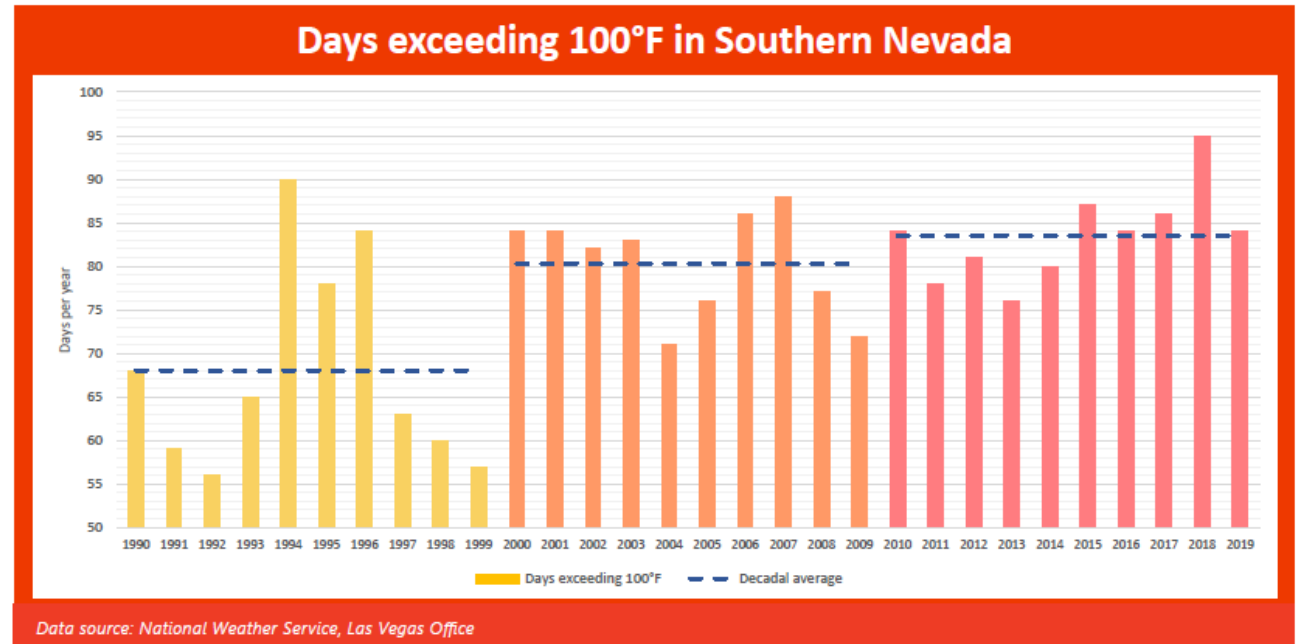 Days exceeding 100°F in Southern Nevada
100
95
90
85
80
75
70
65
60
55
50
Days per year
1990 1991 1992 1993 1994 1995 1996 1997 1998 1999 2000 2001 2002 2003 2004 2005 2006 2007 2008 2009 2010 2011 2012 2013 2014 2015 2016 2017 2018 2019
Days exceeding 100°F Decadal average
Data source: National Weather Service, Las Vegas Office